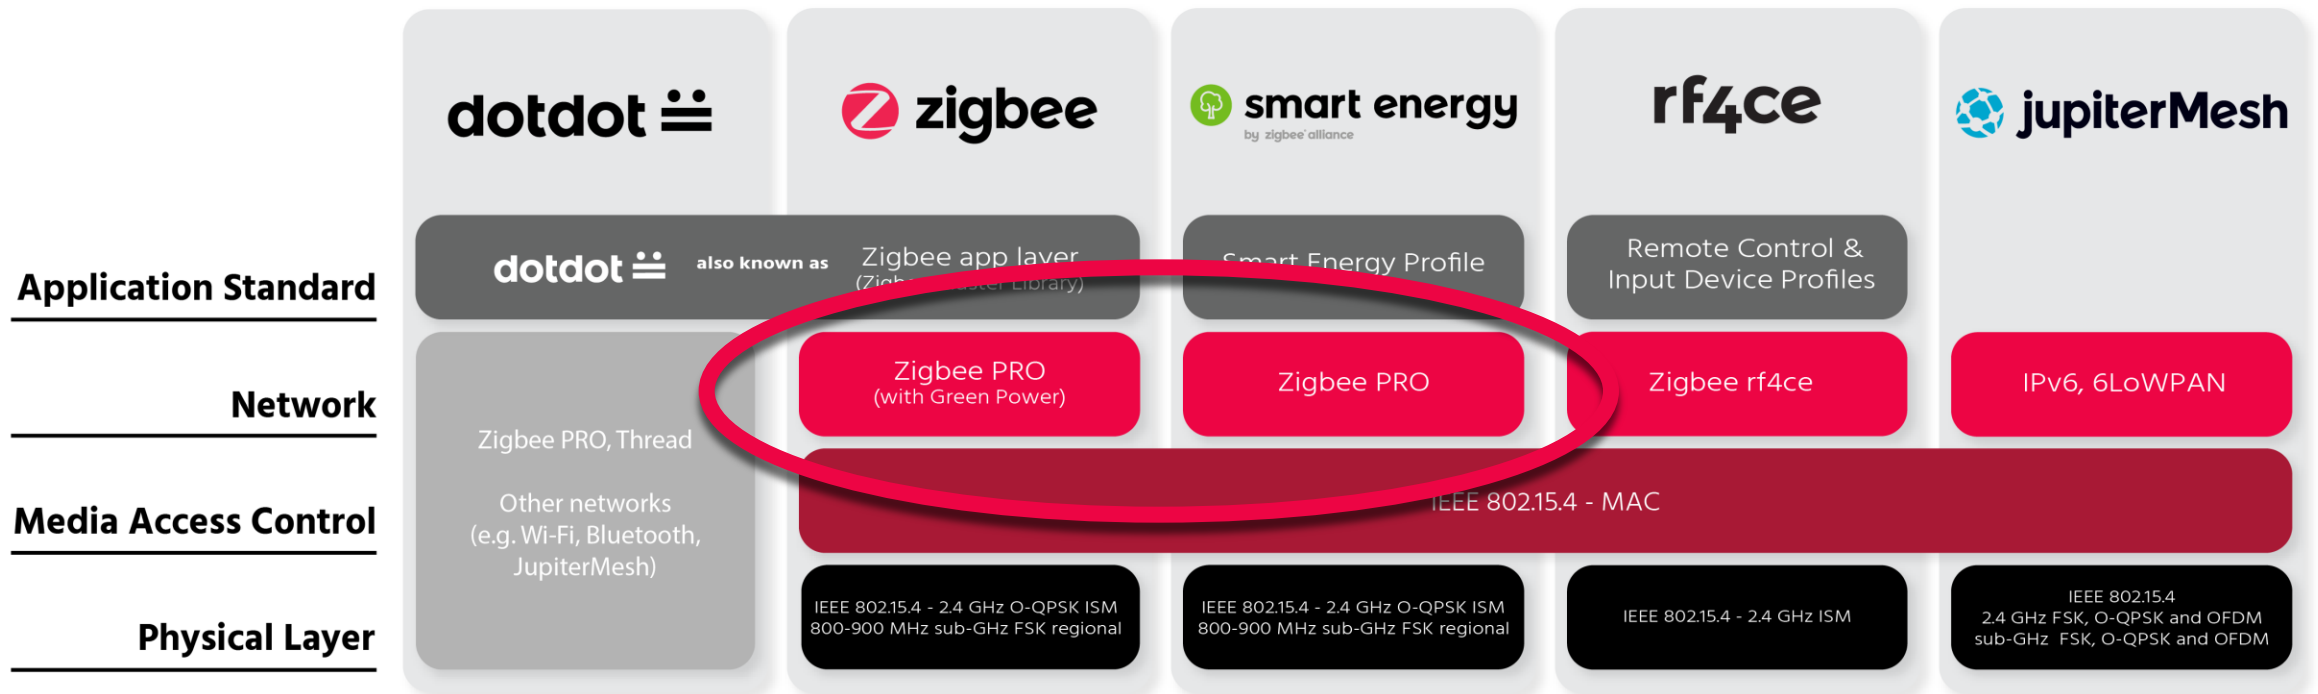 dotdot
zigbee
smart energy
by zigbee alliance
rf4ce
jupiterMesh
Application Standard
dotdot also known as Zigbee app layer
(Zigbee Cluster Library)
Smart Energy Profile
Remote Control &
Input Device Profiles
Network
Zigbee PRO
(with Green Power)
Zigbee PRO
Zigbee rf4ce
IPv6, 6LoWPAN
Zigbee PRO, Thread
Other networks
(e.g. Wi-Fi, Bluetooth,
JupiterMesh)
Media Access Control
IEEE 802.15.4 - MAC
Physical Layer
IEEE 802.15.4 - 2.4 GHz O-QPSK ISM
800-900 MHz sub-GHz FSK regional
IEEE 802.15.4 - 2.4 GHz O-QPSK ISM
800-900 MHz sub-GHz FSK regional
IEEE 802.15.4 - 2.4 GHz ISM
IEEE 802.15.4
2.4 GHz FSK, O-QPSK and OFDM
sub-GHz FSK, O-QPSK and OFDM